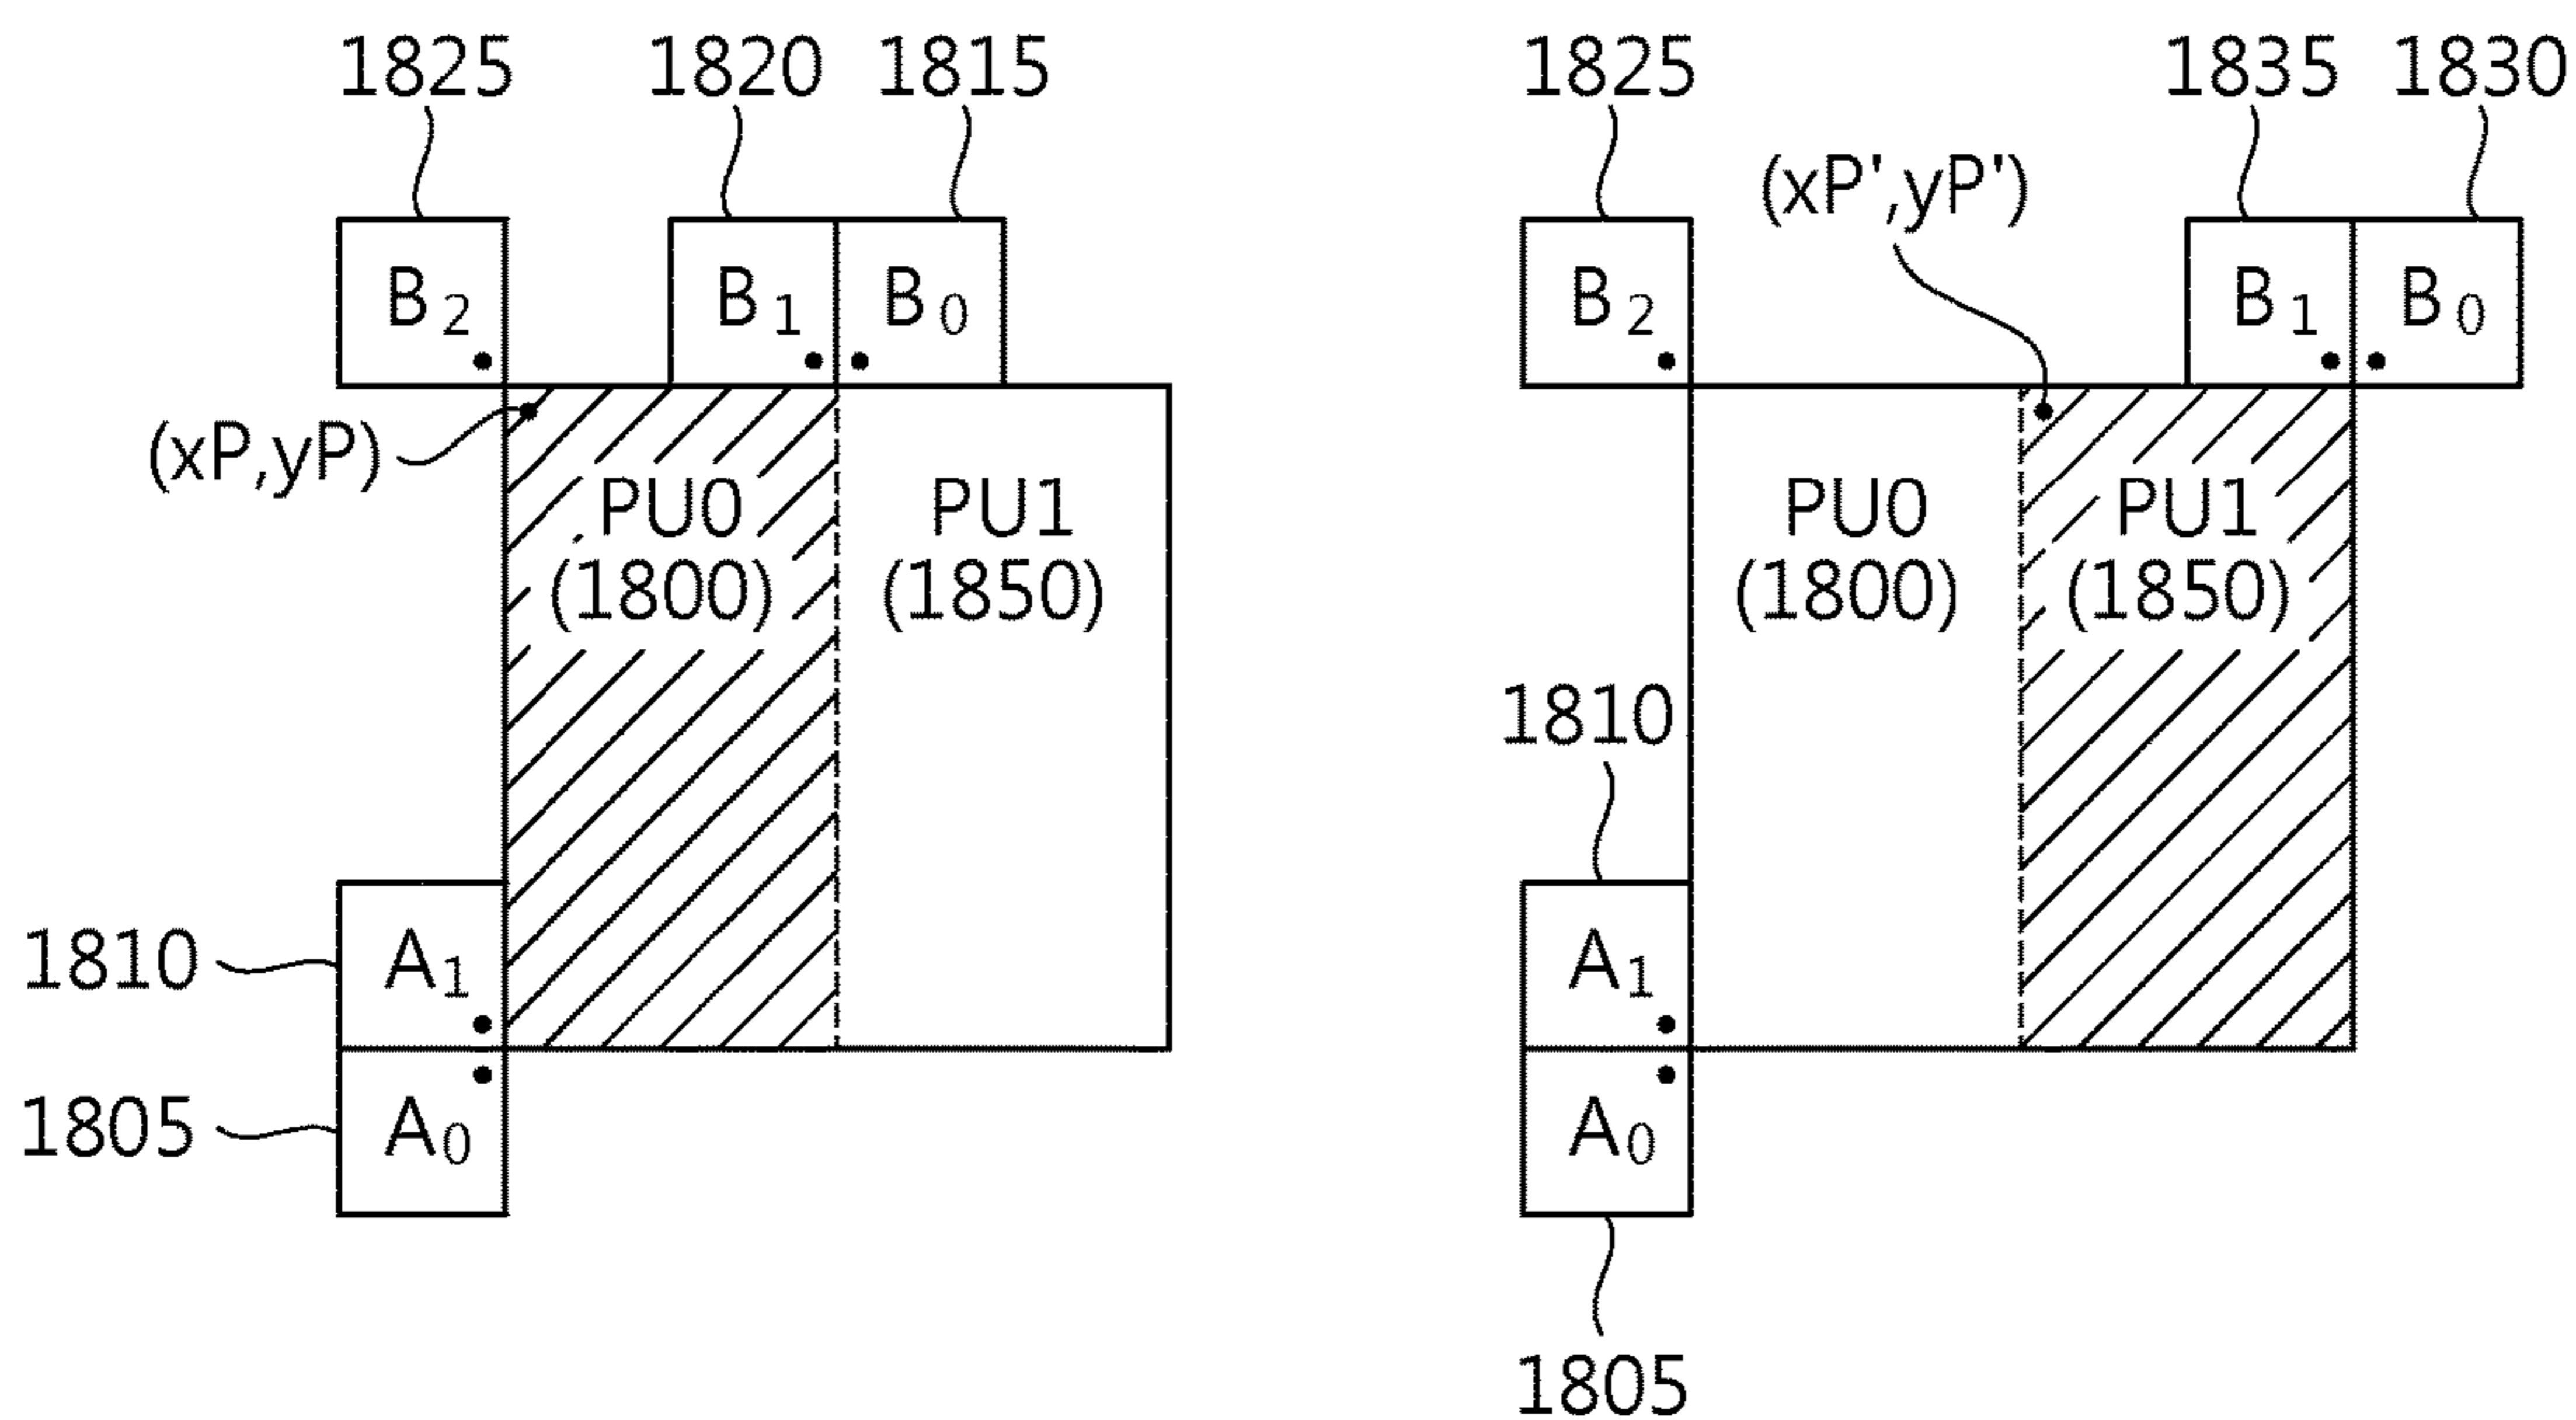 1825 1820 1815
B2 B1 B0
(xP,yP)
PU0 PU1
(1800) (1850)
1810 A1
1805 A0
1825 1835 1830
(xP',yP')
B2 B1 B0
PU0 PU1
(1800) (1850)
1810
A1
A0
1805